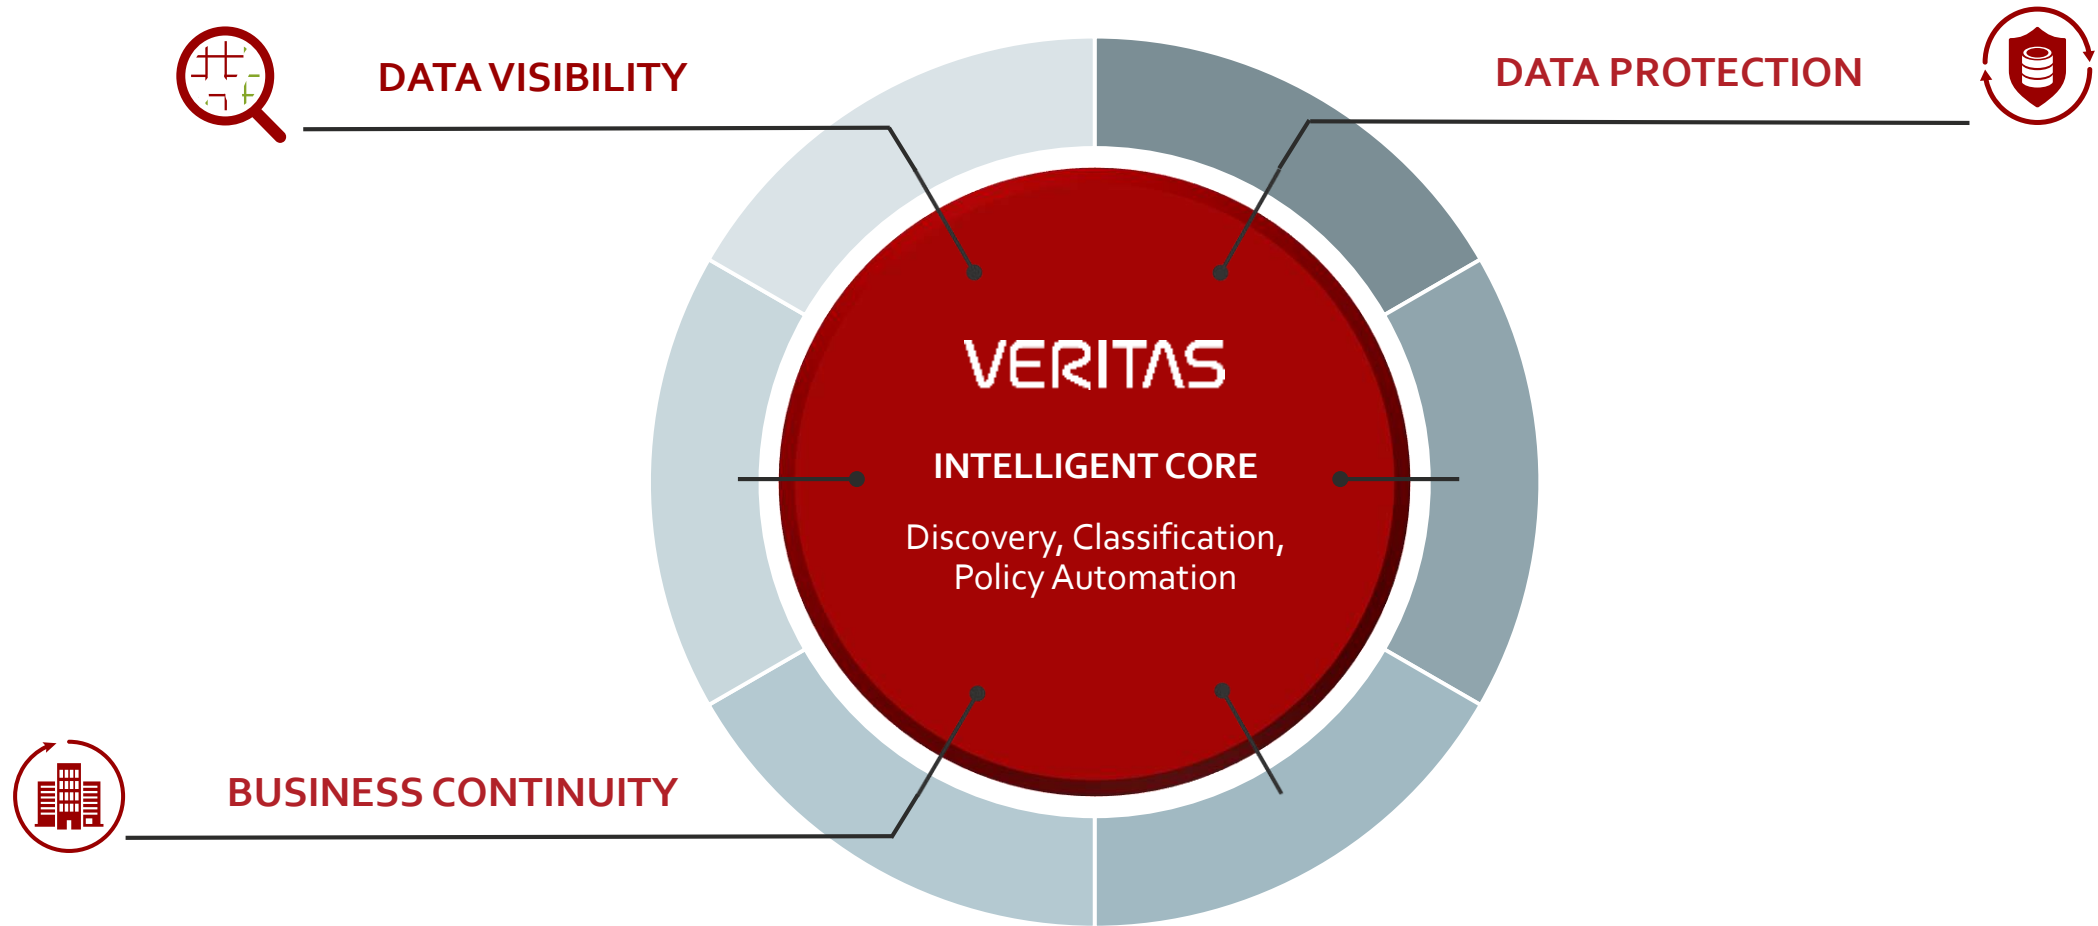 DATA VISIBILITY
DATA PROTECTION
VERITAS
INTELLIGENT CORE
Discovery, Classification,
Policy Automation
BUSINESS CONTINUITY